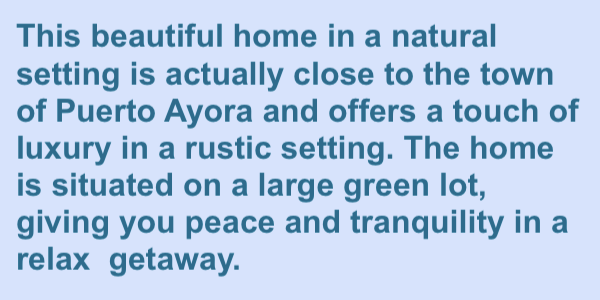 This beautiful home in a natural
setting is actually close to the town
of Puerto Ayora and offers a touch of
luxury in a rustic setting. The home
is situated on a large green lot,
giving you peace and tranquility in a
relax  getaway.